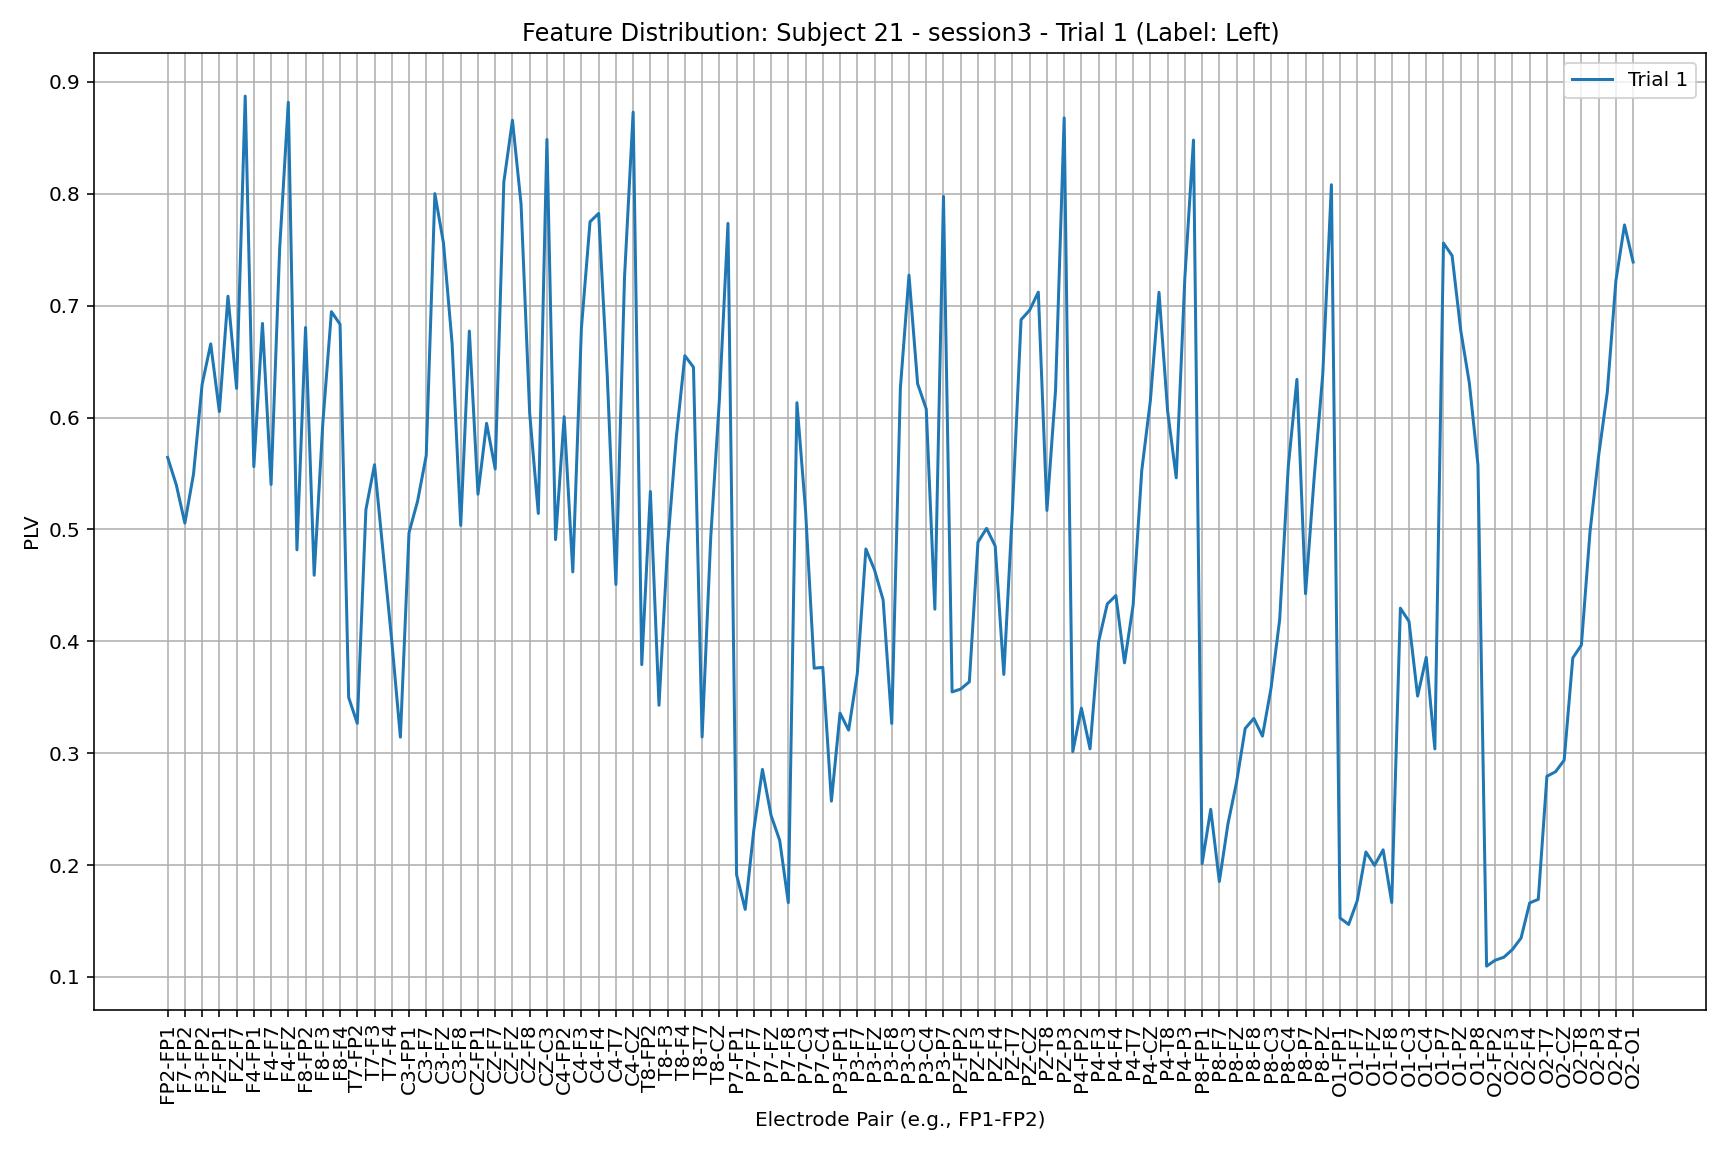 Feature Distribution: Subject 21 - session3 - Trial 1 (Label: Left)
Trial 1
PLV
0.9
0.8
0.7
0.6
0.5
0.4
0.3
0.2
0.1
FP2-FP1
F7-FP2
F3-FP2
FZ-FP1
FZ-F7
F4-FP1
F4-F7
F4-FZ
F8-FP2
F8-F3
F8-F4
T7-FP2
T7-F3
T7-F4
C3-FP1
C3-F7
C3-FZ
C3-F8
CZ-FP1
CZ-F7
CZ-FZ
CZ-F8
CZ-C3
C4-FP2
C4-F3
C4-F4
C4-T7
C4-CZ
T8-FP2
T8-F3
T8-F4
T8-T7
T8-CZ
P7-FP1
P7-F7
P7-FZ
P7-F8
P7-C3
P7-C4
P3-FP1
P3-F7
P3-FZ
P3-F8
P3-C3
P3-C4
P3-P7
PZ-FP2
PZ-F3
PZ-F4
PZ-T7
PZ-CZ
PZ-T8
PZ-P3
P4-FP2
P4-F3
P4-F4
P4-T7
P4-CZ
P4-T8
P4-P3
P8-FP1
P8-F7
P8-FZ
P8-F8
P8-C3
P8-C4
P8-P7
P8-PZ
O1-FP1
O1-F7
O1-FZ
O1-F8
O1-C3
O1-C4
O1-P7
O1-PZ
O1-P8
O2-FP2
O2-F3
O2-F4
O2-T7
O2-CZ
O2-T8
O2-P3
O2-P4
O2-O1
Electrode Pair (e.g., FP1-FP2)